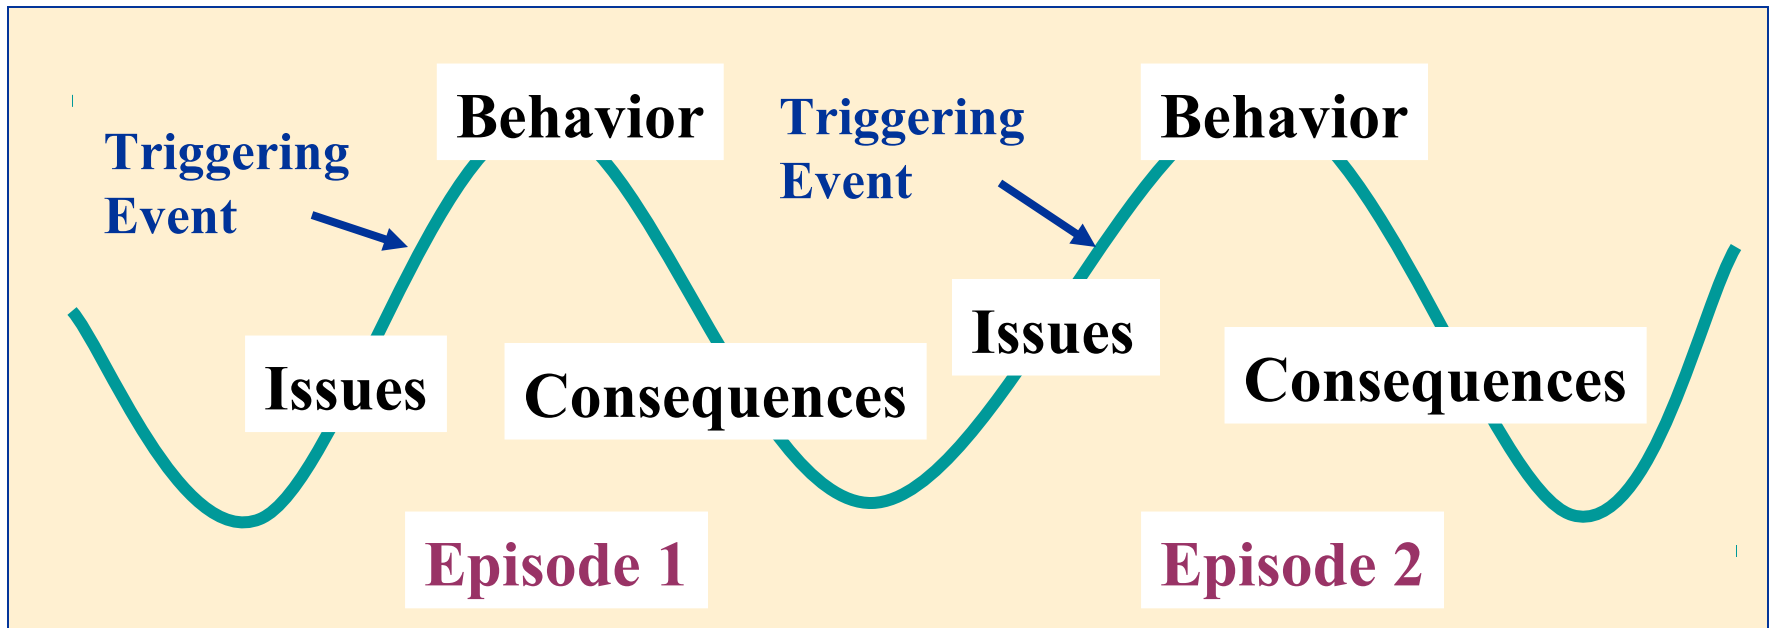 Triggering
Event
Behavior
Issues
Consequences
Episode 1
Triggering
Event
Behavior
Issues
Consequences
Episode 2